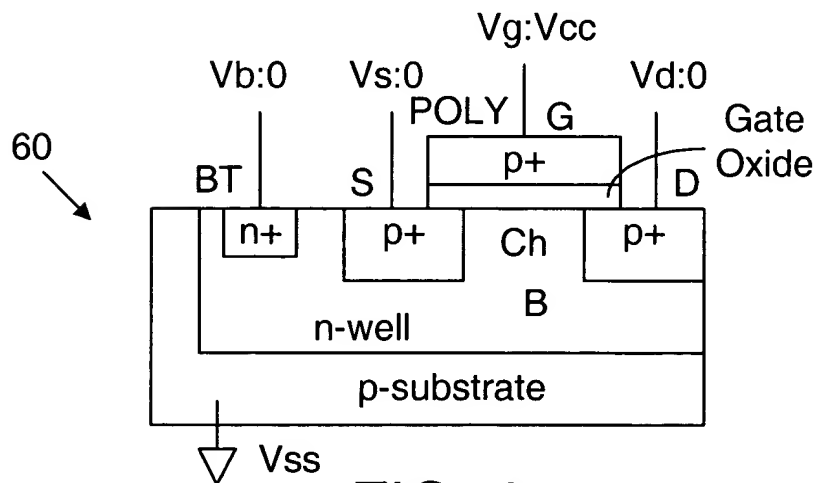 Vg:Vcc
Vb:0 Vs:0 Vd:0
POLY G
Gate
Oxide
60
BT S p+ D
n+ p+ Ch p+
B
n-well
p-substrate
Vss